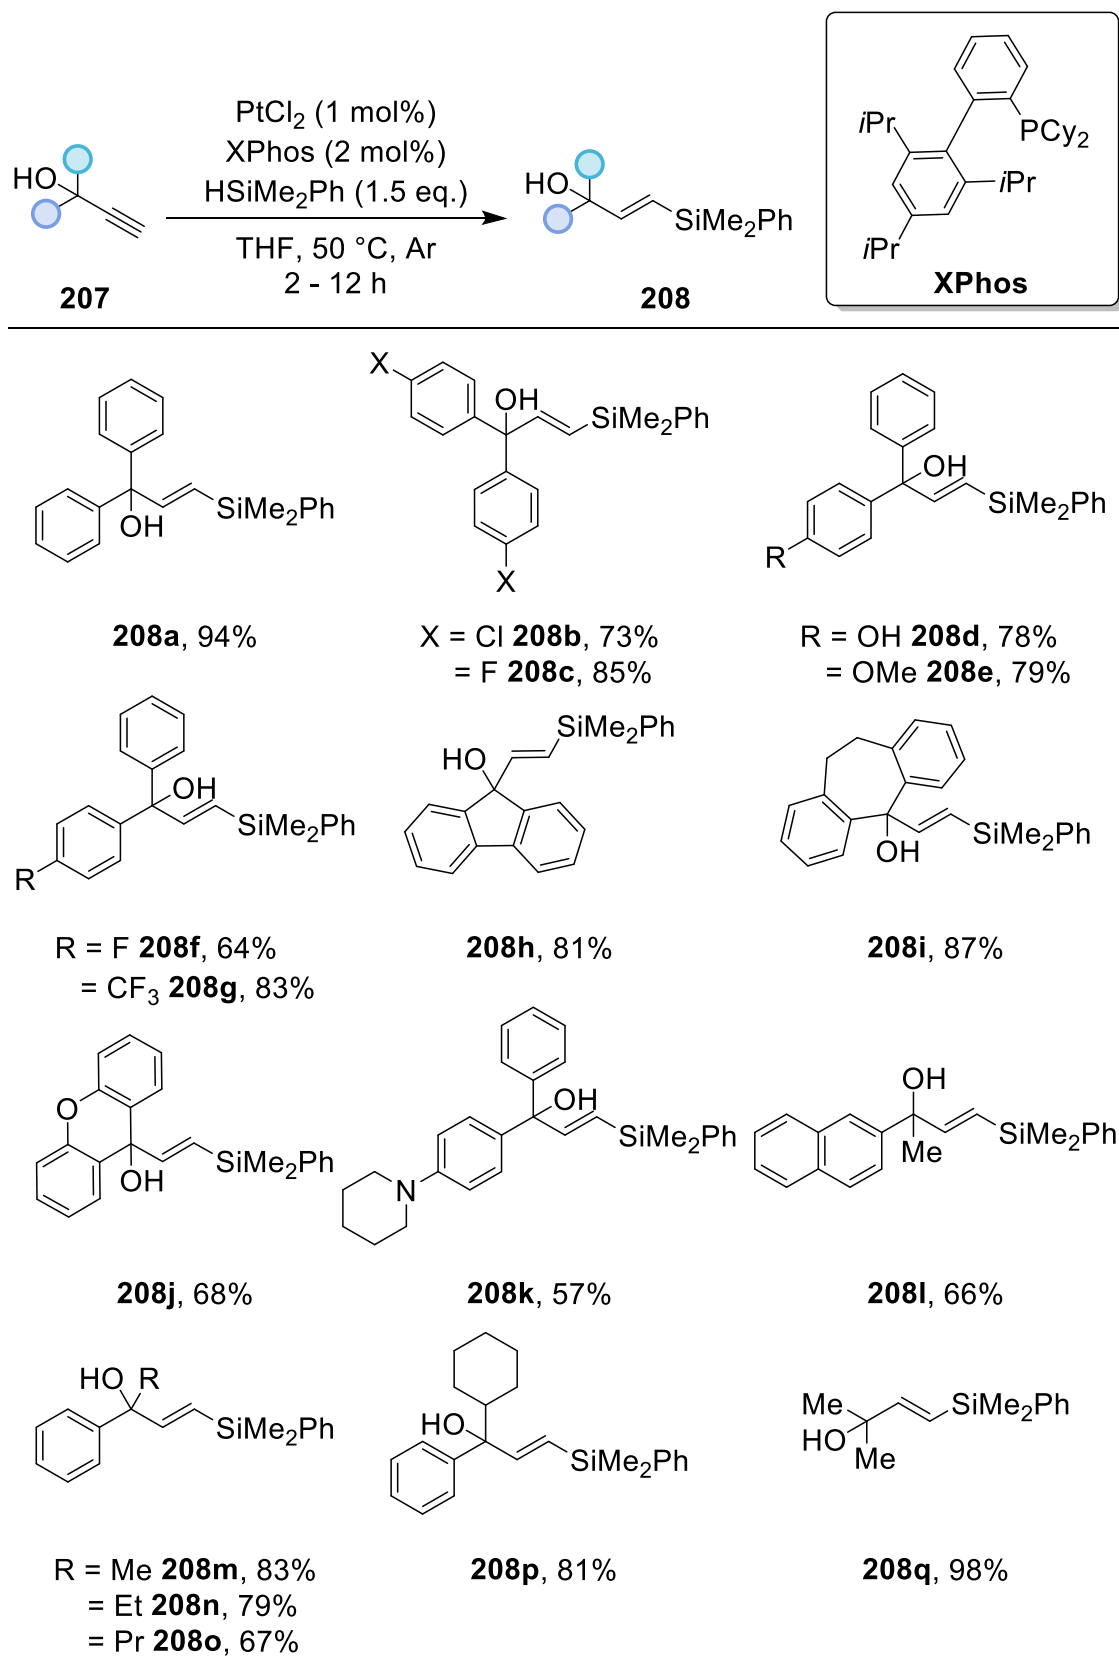 PtCl2 (1 mol%)
XPhos (2 mol%)
HSiMe2Ph (1.5 eq.)
THF, 50 °C, Ar
2 - 12 h
HO
207
HO
SiMe2Ph
208
iPr
PCy2
iPr
iPr
XPhos
OH
SiMe2Ph
208a, 94%
X
OH
SiMe2Ph
X
X = Cl 208b, 73%
= F 208c, 85%
OH
SiMe2Ph
R
R = OH 208d, 78%
= OMe 208e, 79%
OH
SiMe2Ph
R
R = F 208f, 64%
= CF3 208g, 83%
SiMe2Ph
HO
208h, 81%
SiMe2Ph
OH
208i, 87%
O
SiMe2Ph
OH
208j, 68%
OH
SiMe2Ph
N
208k, 57%
OH
SiMe2Ph
Me
208l, 66%
HO R
SiMe2Ph
R = Me 208m, 83%
= Et 208n, 79%
= Pr 208o, 67%
HO
SiMe2Ph
208p, 81%
Me
SiMe2Ph
HO
Me
208q, 98%